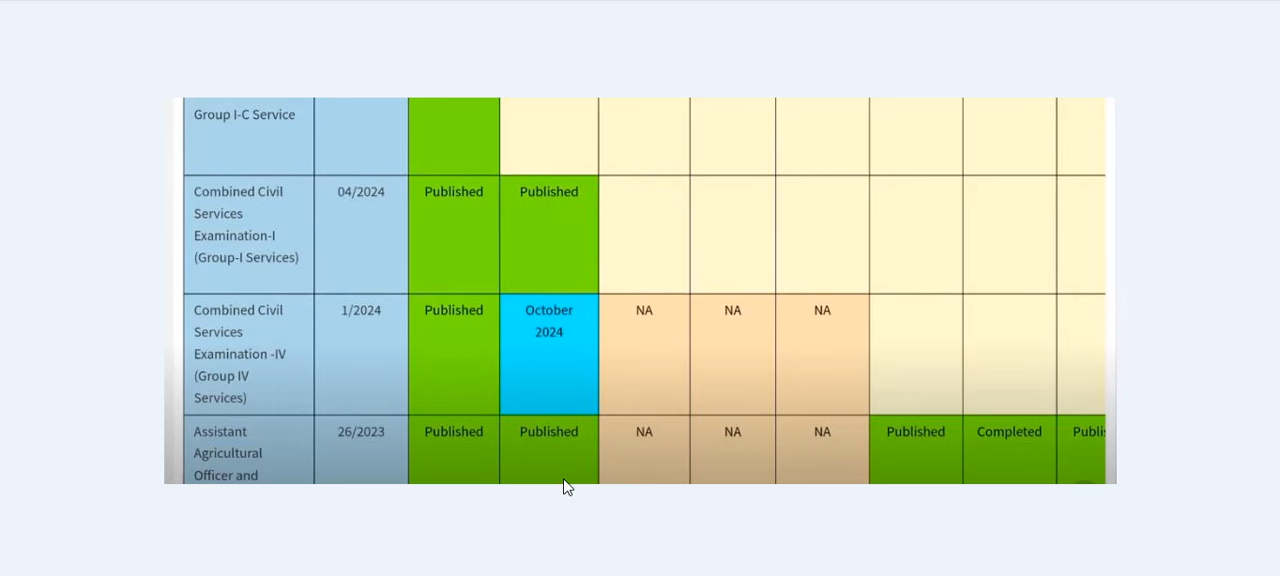 Group I-C Service
Combined Civil 04/2024 Published Published
Services
Examination-I
(Group-I Services)
Combined Civil 1/2024 Published October NA NA NA
Services 2024
Examination -IV
(Group IV
Services)
Assistant 26/2023 Published Published NA NA NA Published Completed Publis
Agricultural
Officer and